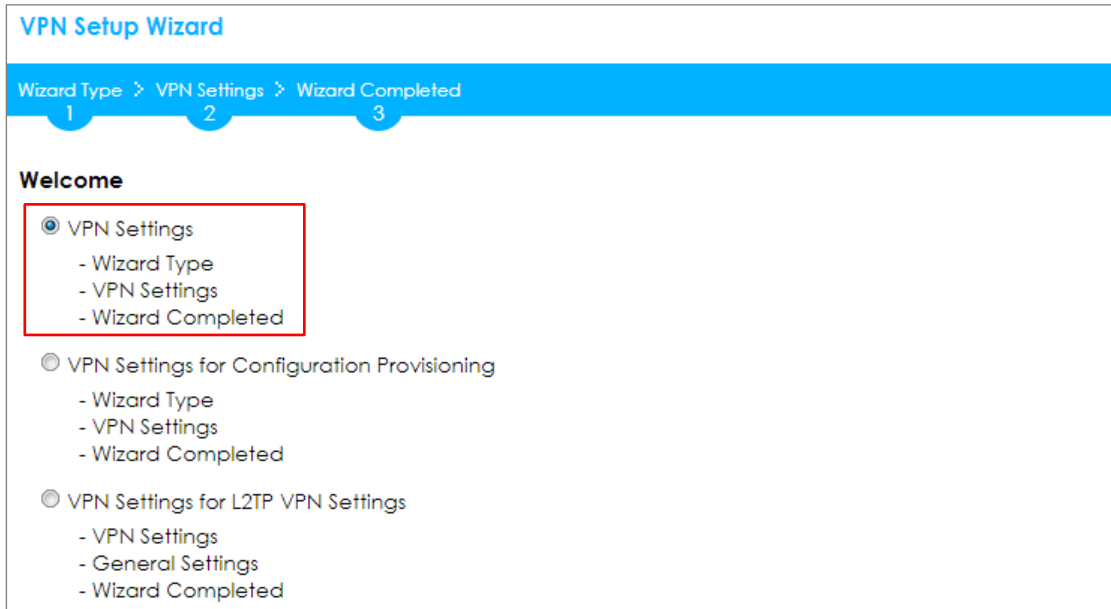 VPN Setup Wizard
Wizard Type > VPN Settings > Wizard Completed
1 2 3
Welcome
VPN Settings
- Wizard Type
- VPN Settings
- Wizard Completed
VPN Settings for Configuration Provisioning
- Wizard Type
- VPN Settings
- Wizard Completed
VPN Settings for L2TP VPN Settings
- VPN Settings
- General Settings
- Wizard Completed